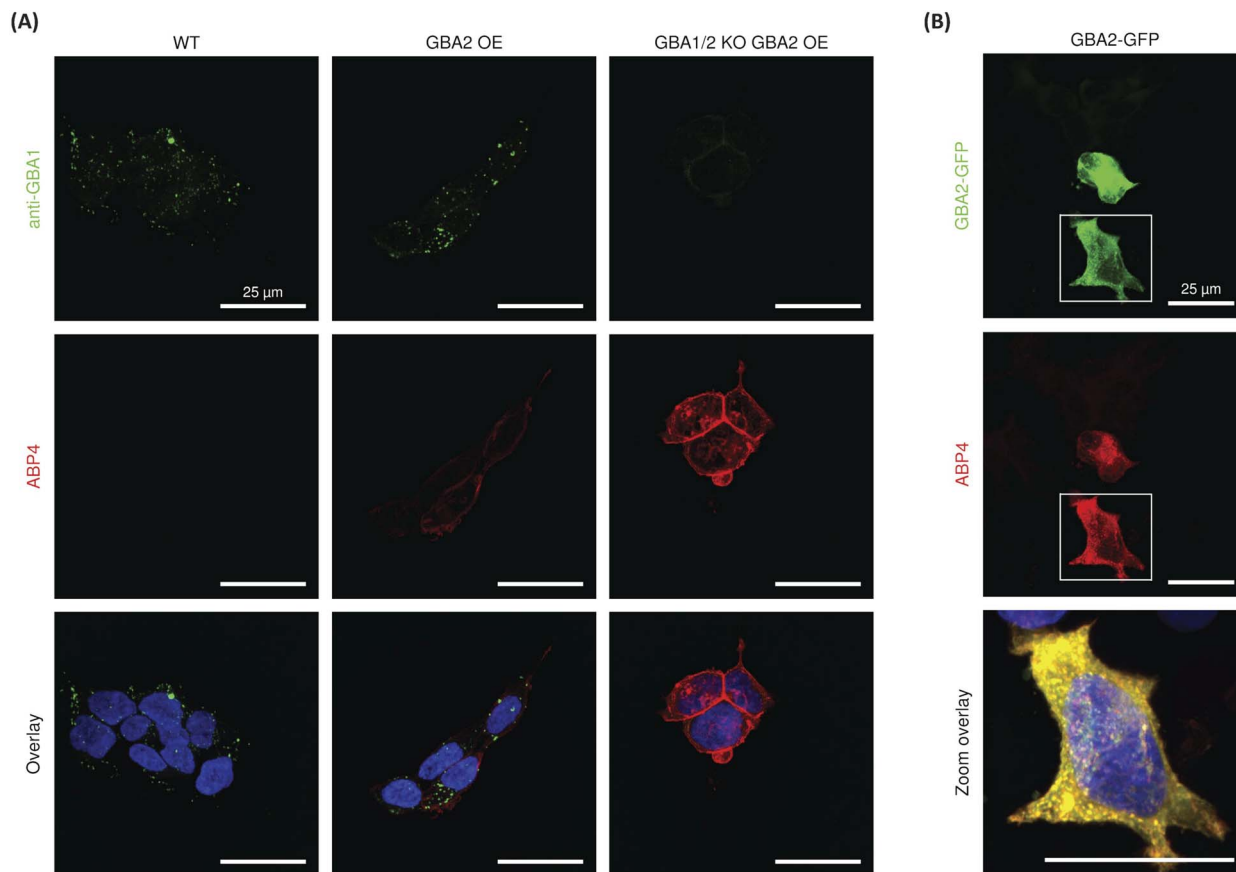 (A)
(B)
WT
GBA2 OE
GBA1/2 KO GBA2 OE
GBA2-GFP
anti-GBA1
25 µm
GBA2-GFP
25 µm
ABP4
ABP4
Overlay
Zoom overlay